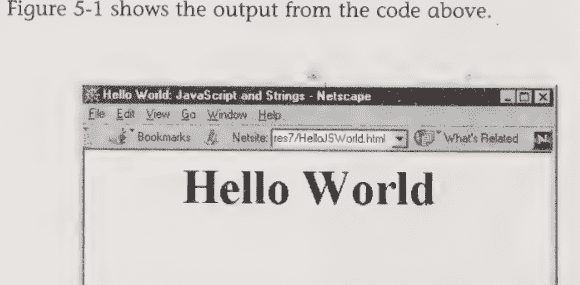 Figure 5-1 shows the output from the code above.
Hello World: JavaScript and Strings - Netscape
File Edit View Go Window Help
Bookmarks Netsite: res7/HelloJSWorld.html What's Related N
Hello World